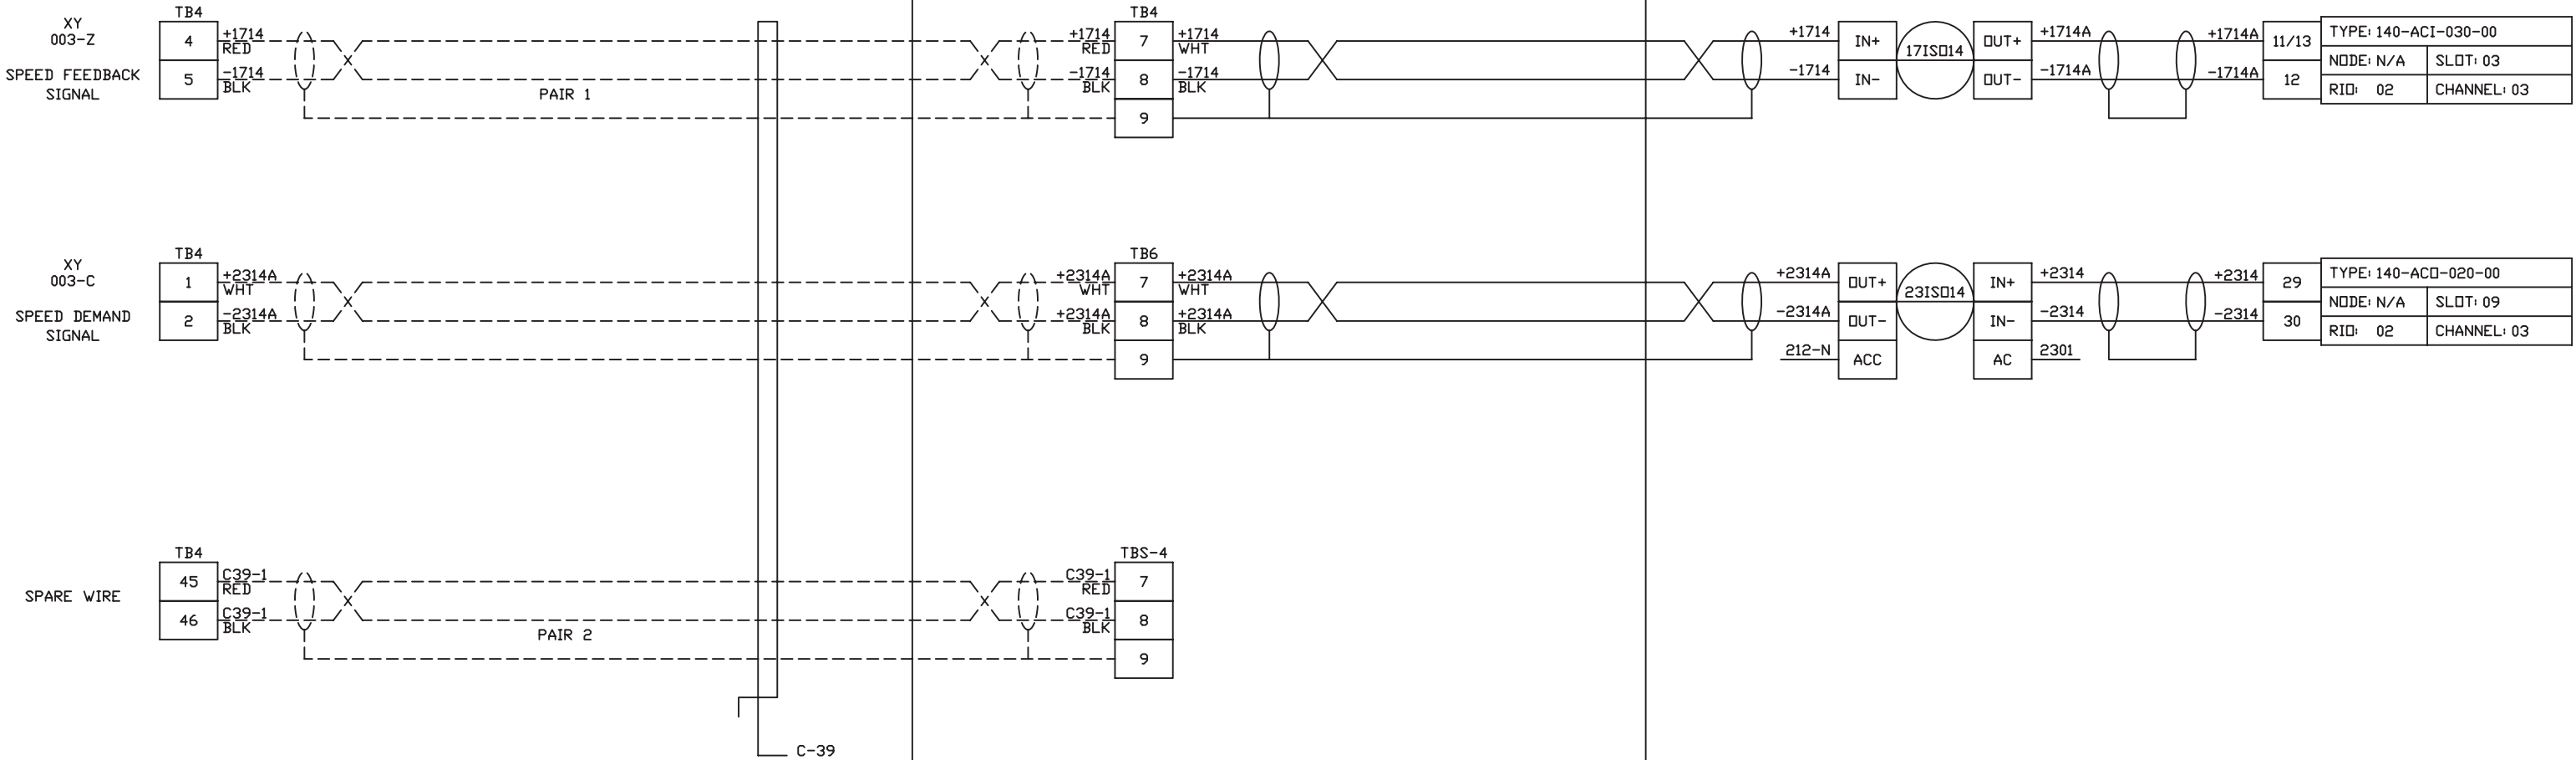 XY
003-Z
SPEED FEEDBACK
SIGNAL
TB4
4
5
+1714
RED
-1714
BLK
PAIR 1
+1714
RED
-1714
BLK
TB4
7
8
9
+1714
WHT
-1714
BLK
+1714
-1714
IN+
IN-
17ISO14
OUT+
OUT-
+1714A
-1714A
+1714A
-1714A
11/13
12
TYPE: 140-ACI-030-00
NODE: N/A SLOT: 03
RIO: 02 CHANNEL: 03
XY
003-C
SPEED DEMAND
SIGNAL
TB4
1
2
+2314A
WHT
-2314A
BLK
+2314A
WHT
+2314A
BLK
TB6
7
8
9
+2314A
WHT
+2314A
BLK
+2314A
-2314A
212-N
OUT+
OUT-
ACC
23ISO14
IN+
IN-
AC
+2314
-2314
2301
+2314
-2314
29
30
TYPE: 140-ACO-020-00
NODE: N/A SLOT: 09
RIO: 02 CHANNEL: 03
SPARE WIRE
TB4
45
46
C39-1
RED
C39-1
BLK
PAIR 2
C39-1
RED
C39-1
BLK
TBS-4
7
8
9
C-39